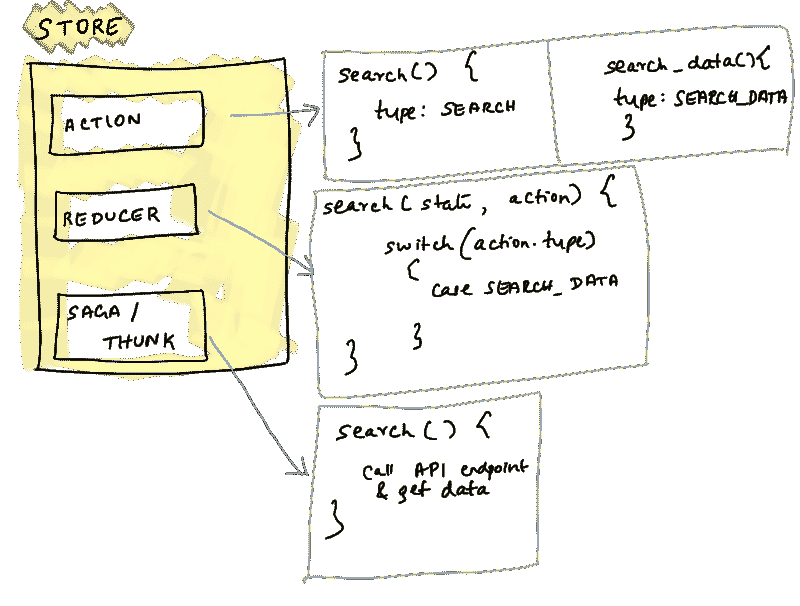 STORE
ACTION
REDUCER
SAGA /
THUNK
search() {
type: SEARCH
}
search_data(){
type: SEARCH_DATA
}
search( state, action) {
switch(action.type)
{
case SEARCH_DATA
}
}
search() {
call API endpoint
& get data
}